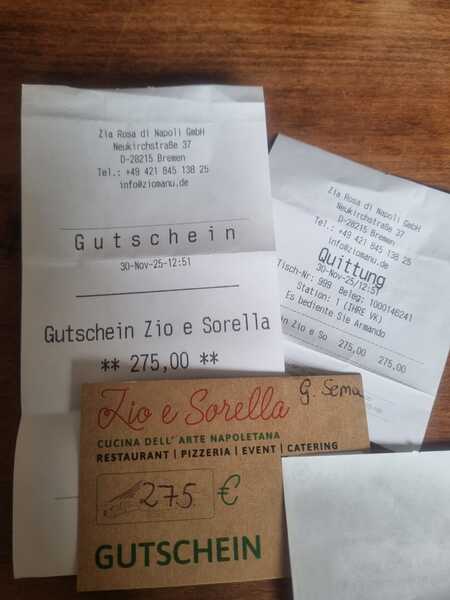 Zia Rosa di Napoli GmbH
Neukirchstraße 37
D-28215 Bremen
Tel.: +49 421 845 138 25
info@ziomanu.de
Gutschein
30-Nov-25-12:51
Gutschein Zio e Sorella
** 275,00 **
Zia Rosa di Napoli GmbH
Neukirchstraße 37
D-28215 Bremen
Tel.: +49 421 845 138 25
info@ziomanu.de
Quittung
30-Nov-25/12:51
Tisch-Nr: 999 Beleg: 1000146241
Station: 1 (IHRE VK)
Es bediente Sie Armando
in Zio e So 275,00 275,00
Zio e Sorella
G. Sema
CUCINA DELL' ARTE NAPOLETANA
RESTAURANT | PIZZERIA | EVENT | CATERING
275 €
GUTSCHEIN